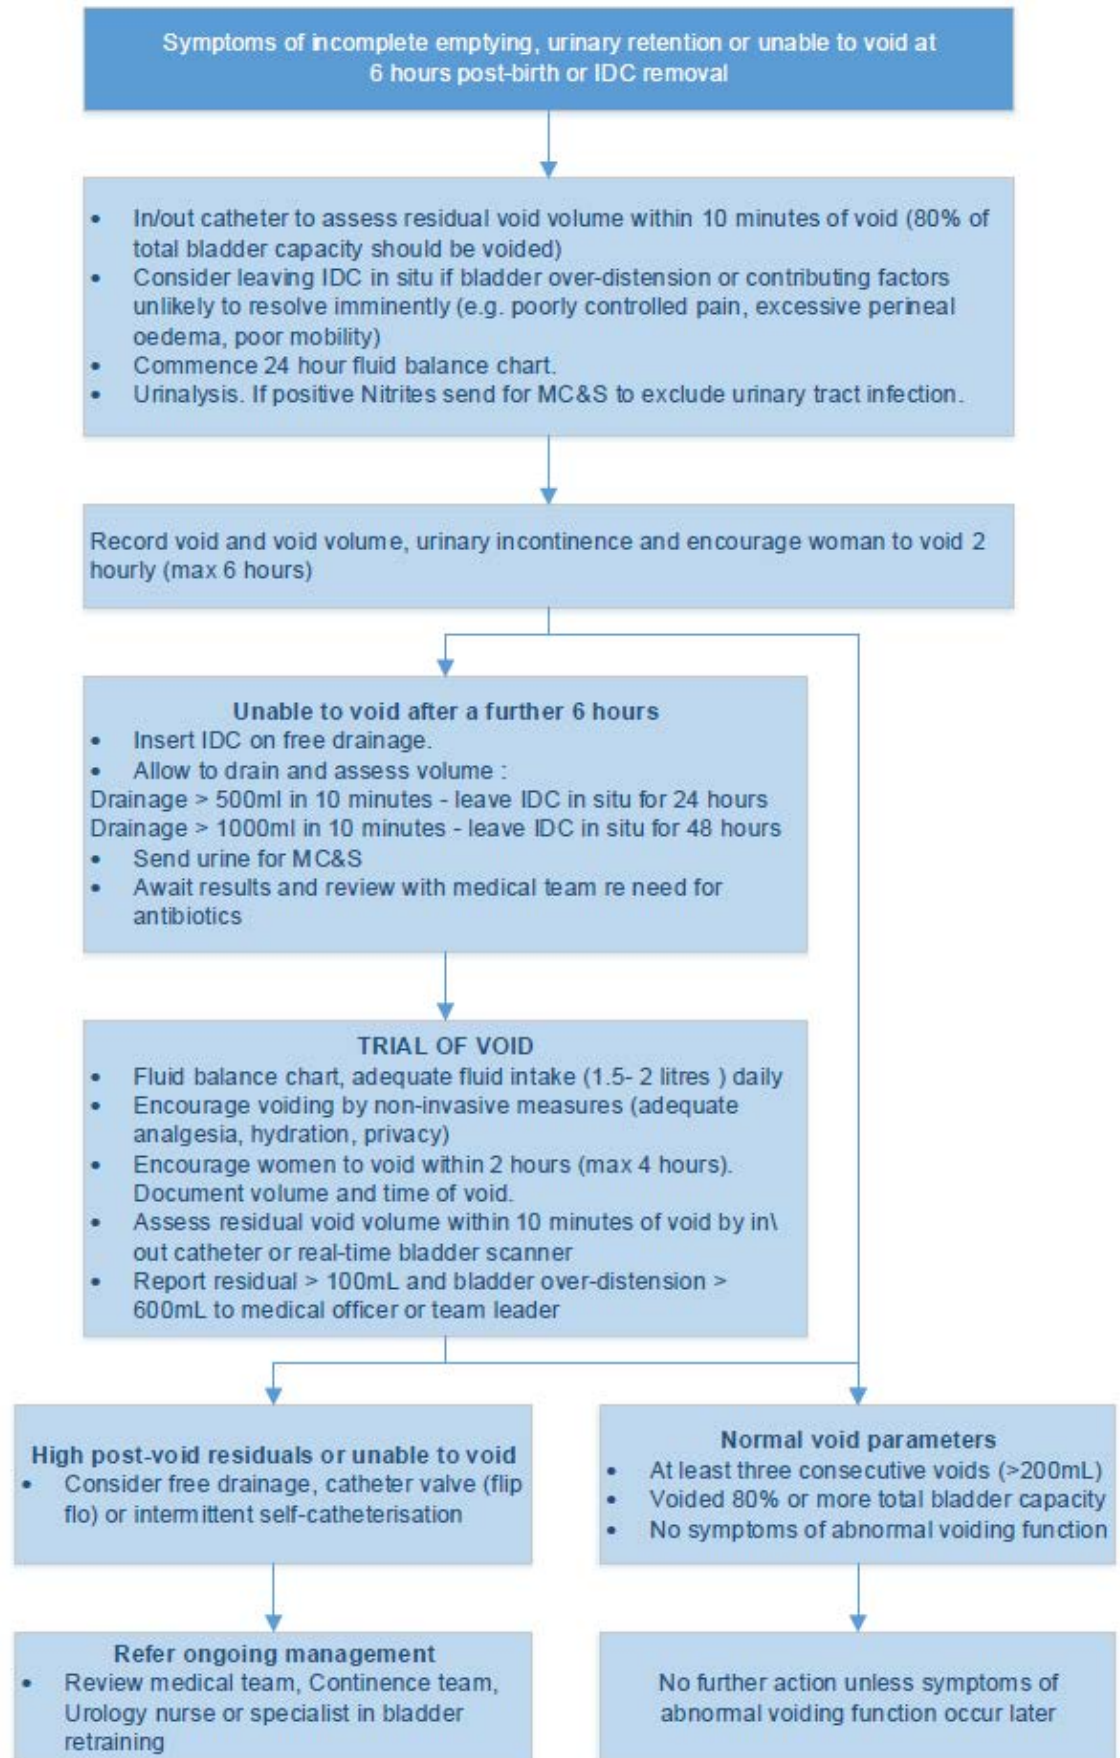 Symptoms of incomplete emptying, urinary retention or unable to void at
6 hours post-birth or IDC removal
• In/out catheter to assess residual void volume within 10 minutes of void (80% of
total bladder capacity should be voided)
• Consider leaving IDC in situ if bladder over-distension or contributing factors
unlikely to resolve imminently (e.g. poorly controlled pain, excessive perineal
oedema, poor mobility)
• Commence 24 hour fluid balance chart.
• Urinalysis. If positive Nitrites send for MC&S to exclude urinary tract infection.
Record void and void volume, urinary incontinence and encourage woman to void 2
hourly (max 6 hours)
Unable to void after a further 6 hours
• Insert IDC on free drainage.
• Allow to drain and assess volume :
Drainage > 500ml in 10 minutes - leave IDC in situ for 24 hours
Drainage > 1000ml in 10 minutes - leave IDC in situ for 48 hours
• Send urine for MC&S
• Await results and review with medical team re need for
antibiotics
TRIAL OF VOID
• Fluid balance chart, adequate fluid intake (1.5- 2 litres ) daily
• Encourage voiding by non-invasive measures (adequate
analgesia, hydration, privacy)
• Encourage women to void within 2 hours (max 4 hours).
Document volume and time of void.
• Assess residual void volume within 10 minutes of void by in\
out catheter or real-time bladder scanner
• Report residual > 100mL and bladder over-distension >
600mL to medical officer or team leader
High post-void residuals or unable to void
• Consider free drainage, catheter valve (flip
flo) or intermittent self-catheterisation
Normal void parameters
• At least three consecutive voids (>200mL)
• Voided 80% or more total bladder capacity
• No symptoms of abnormal voiding function
Refer ongoing management
• Review medical team, Continence team,
Urology nurse or specialist in bladder
retraining
No further action unless symptoms of
abnormal voiding function occur later